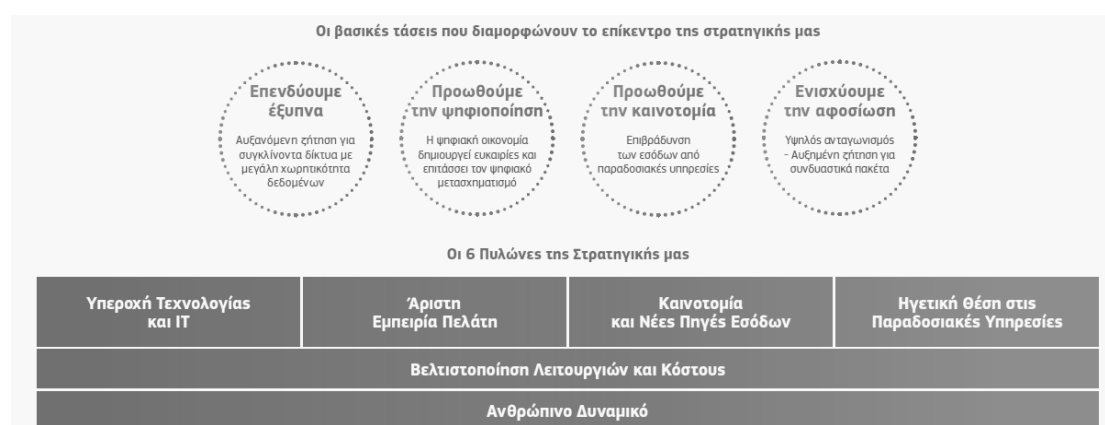 Οι βασικές τάσεις που διαμορφώνουν το επίκεντρο της στρατηγικής μας
Επενδύουμε
έξυπνα
Αυξανόμενη ζήτηση για
συγκλίνοντα δίκτυα με
μεγάλη χωρητικότητα
δεδομένων
Προωθούμε
την ψηφιοποίηση
Η ψηφιακή οικονομία
δημιουργεί ευκαιρίες και
επιτάσσει τον ψηφιακό
μετασχηματισμό
Προωθούμε
την καινοτομία
Επιβράδυνση
των εσόδων από
παραδοσιακές υπηρεσίες
Ενισχύουμε
την αφοσίωση
Υψηλός ανταγωνισμός
- Αυξημένη ζήτηση για
συνδυαστικά πακέτα
Οι 6 Πυλώνες της Στρατηγικής μας
Υπεροχή Τεχνολογίας
και IT
Άριστη
Εμπειρία Πελάτη
Καινοτομία
και Νέες Πηγές Εσόδων
Ηγετική Θέση στις
Παραδοσιακές Υπηρεσίες
Βελτιστοποίηση Λειτουργιών και Κόστους
Ανθρώπινο Δυναμικό